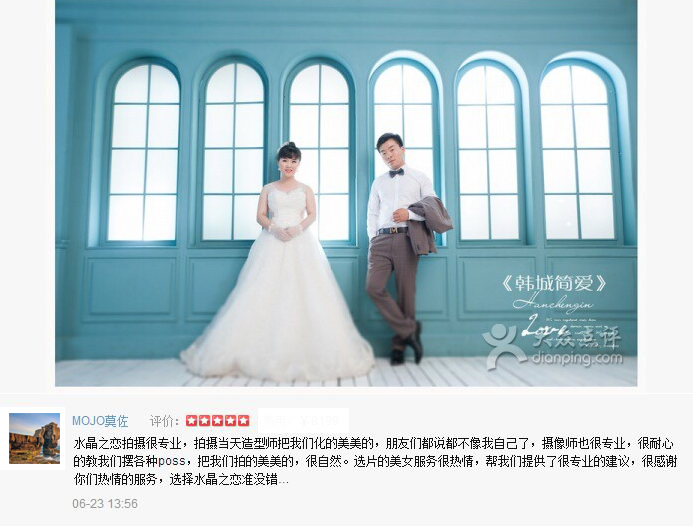 《韩城简爱》
Hanchengjian
Love
大众点评
dianping.com
MOJO莫佐 评价：
水晶之恋拍摄很专业，拍摄当天造型师把我们化的美美的，朋友们都说都不像我自己了，摄像师也很专业，很耐心
的教我们摆各种poss，把我们拍的美美的，很自然。选片的美女服务很热情，帮我们提供了很专业的建议，很感谢
你们热情的服务，选择水晶之恋准没错...
06-23 13:56